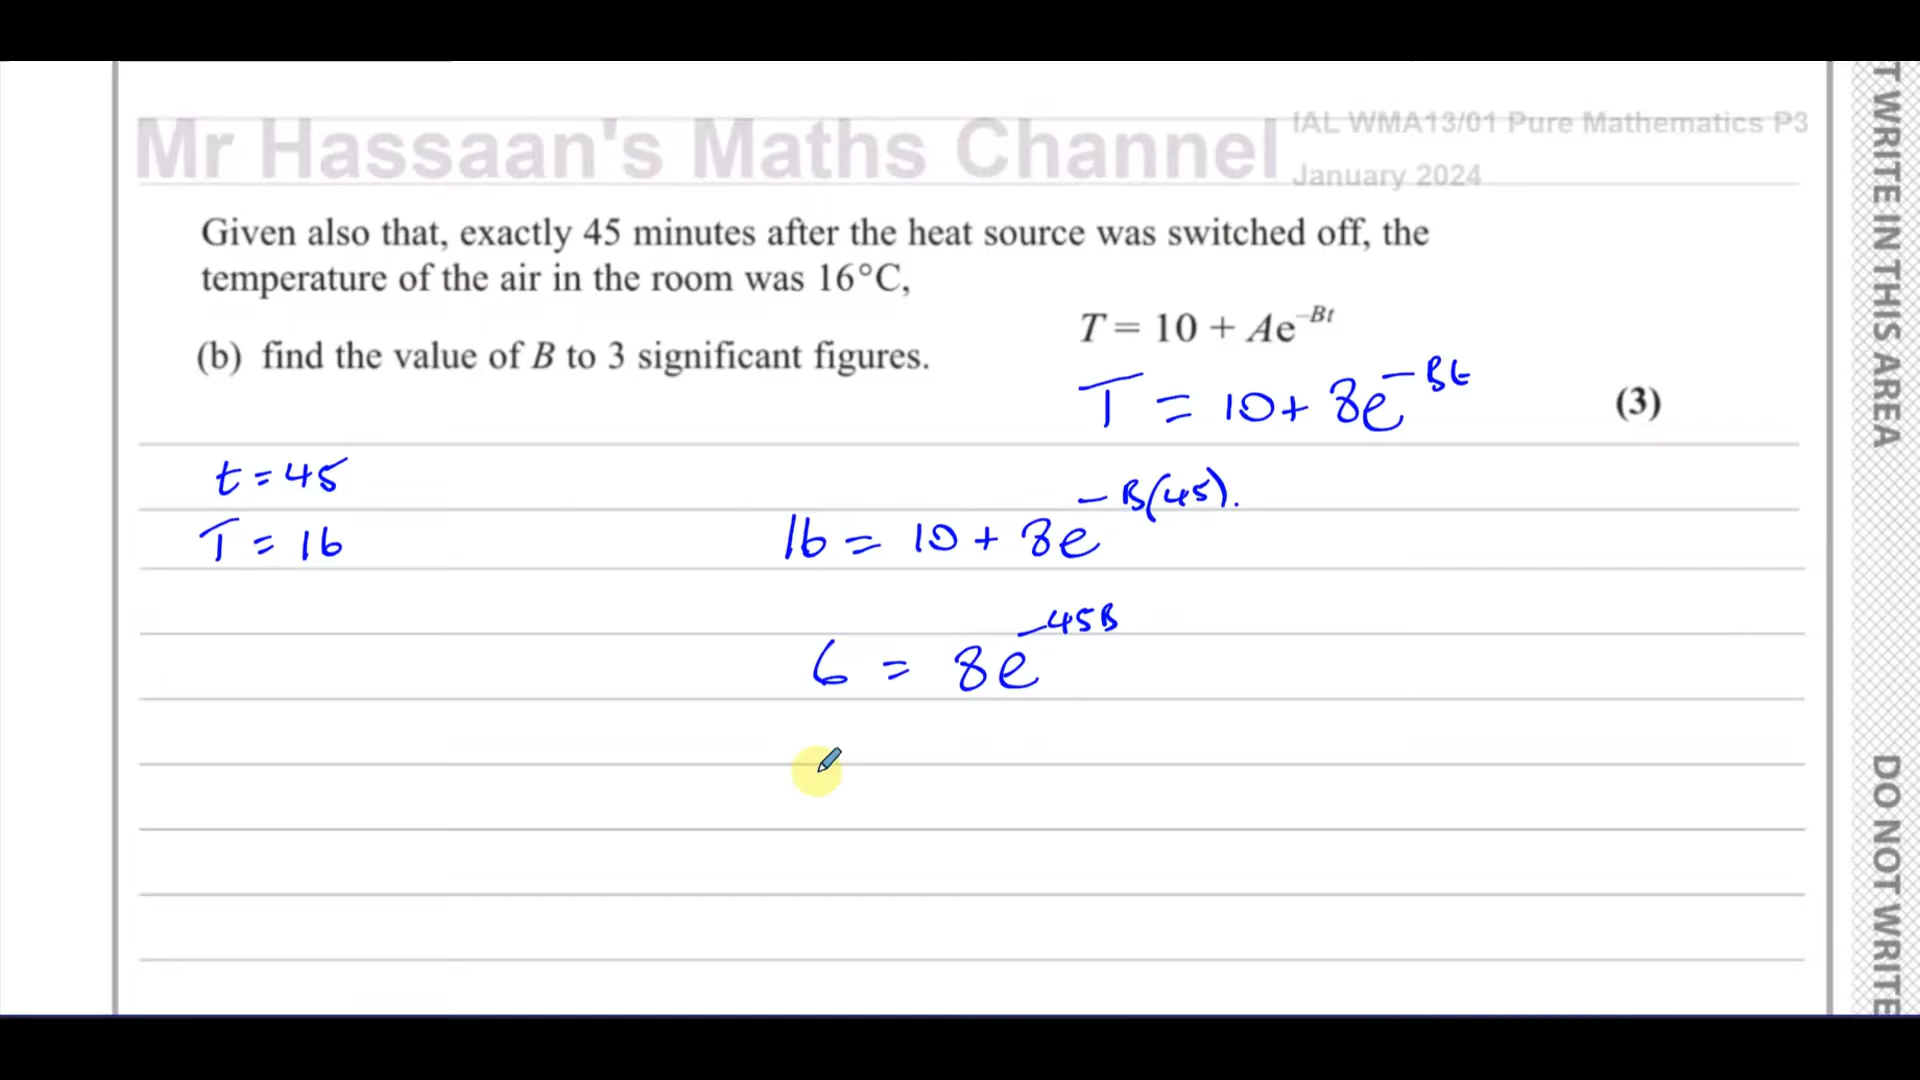 Mr Hassaan's Maths Channel
IAL WMA13/01 Pure Mathematics P3
January 2024
Given also that, exactly 45 minutes after the heat source was switched off, the
temperature of the air in the room was 16°C,
T = 10 + Ae^{-Bt}
(b) find the value of B to 3 significant figures.
T = 10 + 8e^{-Bt}
(3)
t = 45
T = 16
16 = 10 + 8e^{-B(45)}.
6 = 8e^{-45B}
T WRITE IN THIS AREA
DO NOT WRITE